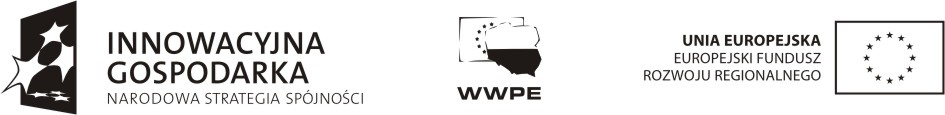 INNOWACYJNA
GOSPODARKA
NARODOWA STRATEGIA SPÓJNOŚCI
WWPE
UNIA EUROPEJSKA
EUROPEJSKI FUNDUSZ
ROZWOJU REGIONALNEGO